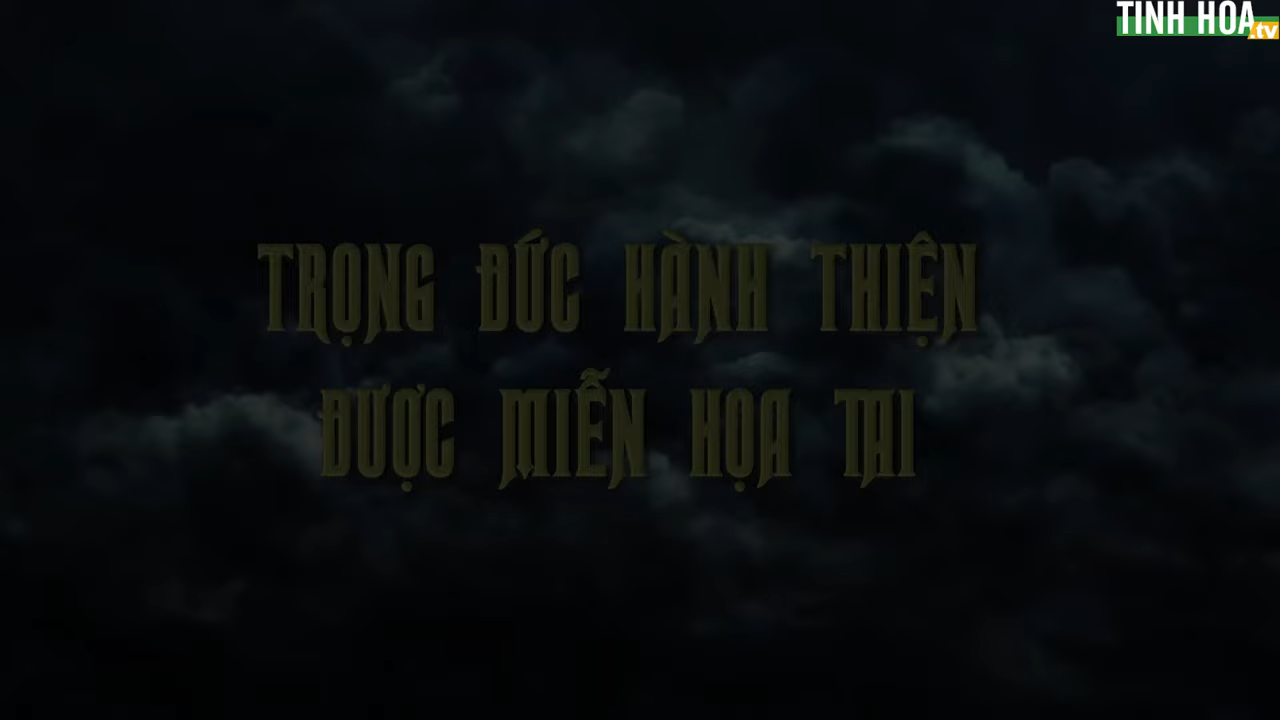 TINH HOA
.tv
TRỌNG ĐỨC HÀNH THIỆN
ĐƯỢC MIỄN HỌA TAI